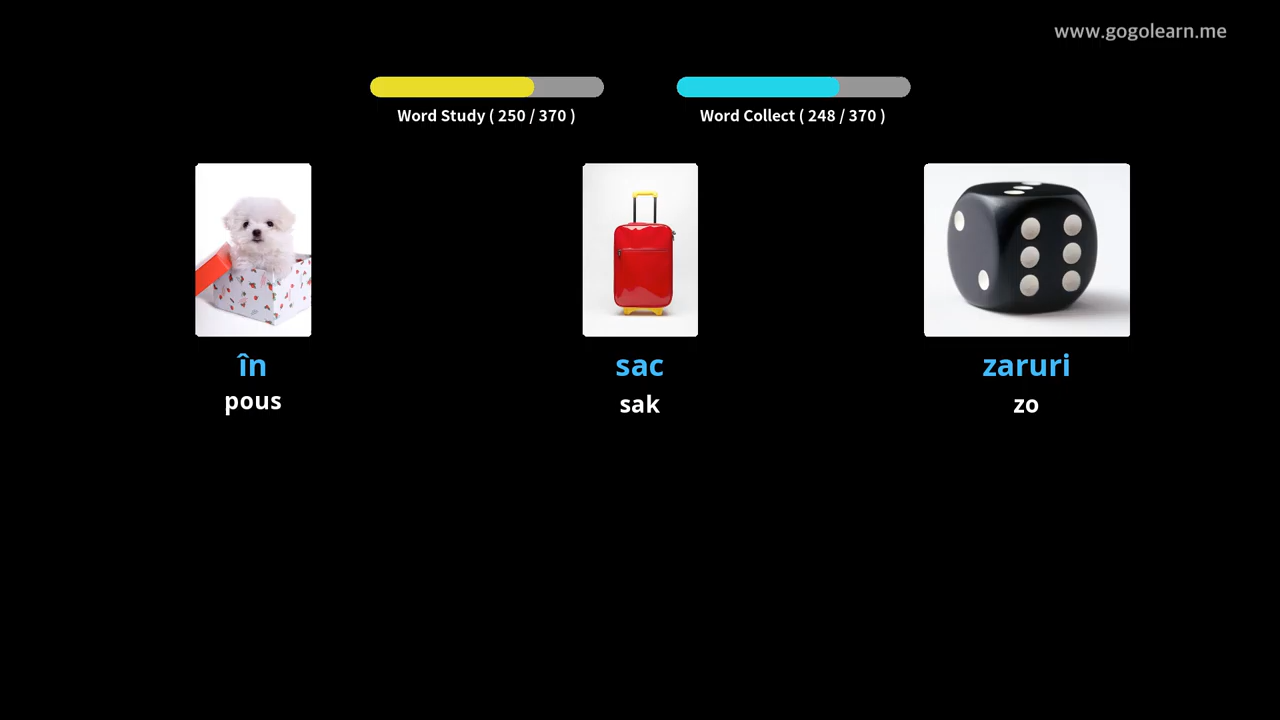 www.gogolearn.me
Word Study ( 250 / 370 )
Word Collect ( 248 / 370 )
în
pous
sac
sak
zaruri
zo